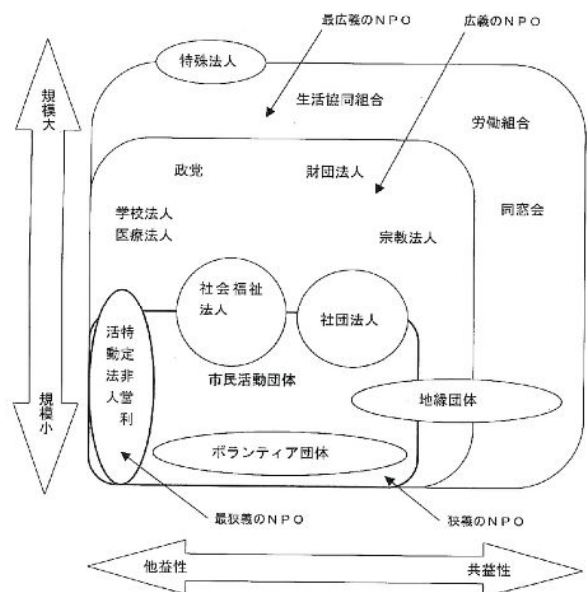 最広義のNPO
広義のNPO
特殊法人
規模大
生活協同組合
労働組合
政党
財団法人
同窓会
学校法人
医療法人
宗教法人
社会福祉
法人
社団法人
特定非営利
活動法人
市民活動団体
地縁団体
規模小
ボランティア団体
最狭義のNPO
狭義のNPO
他益性
共益性